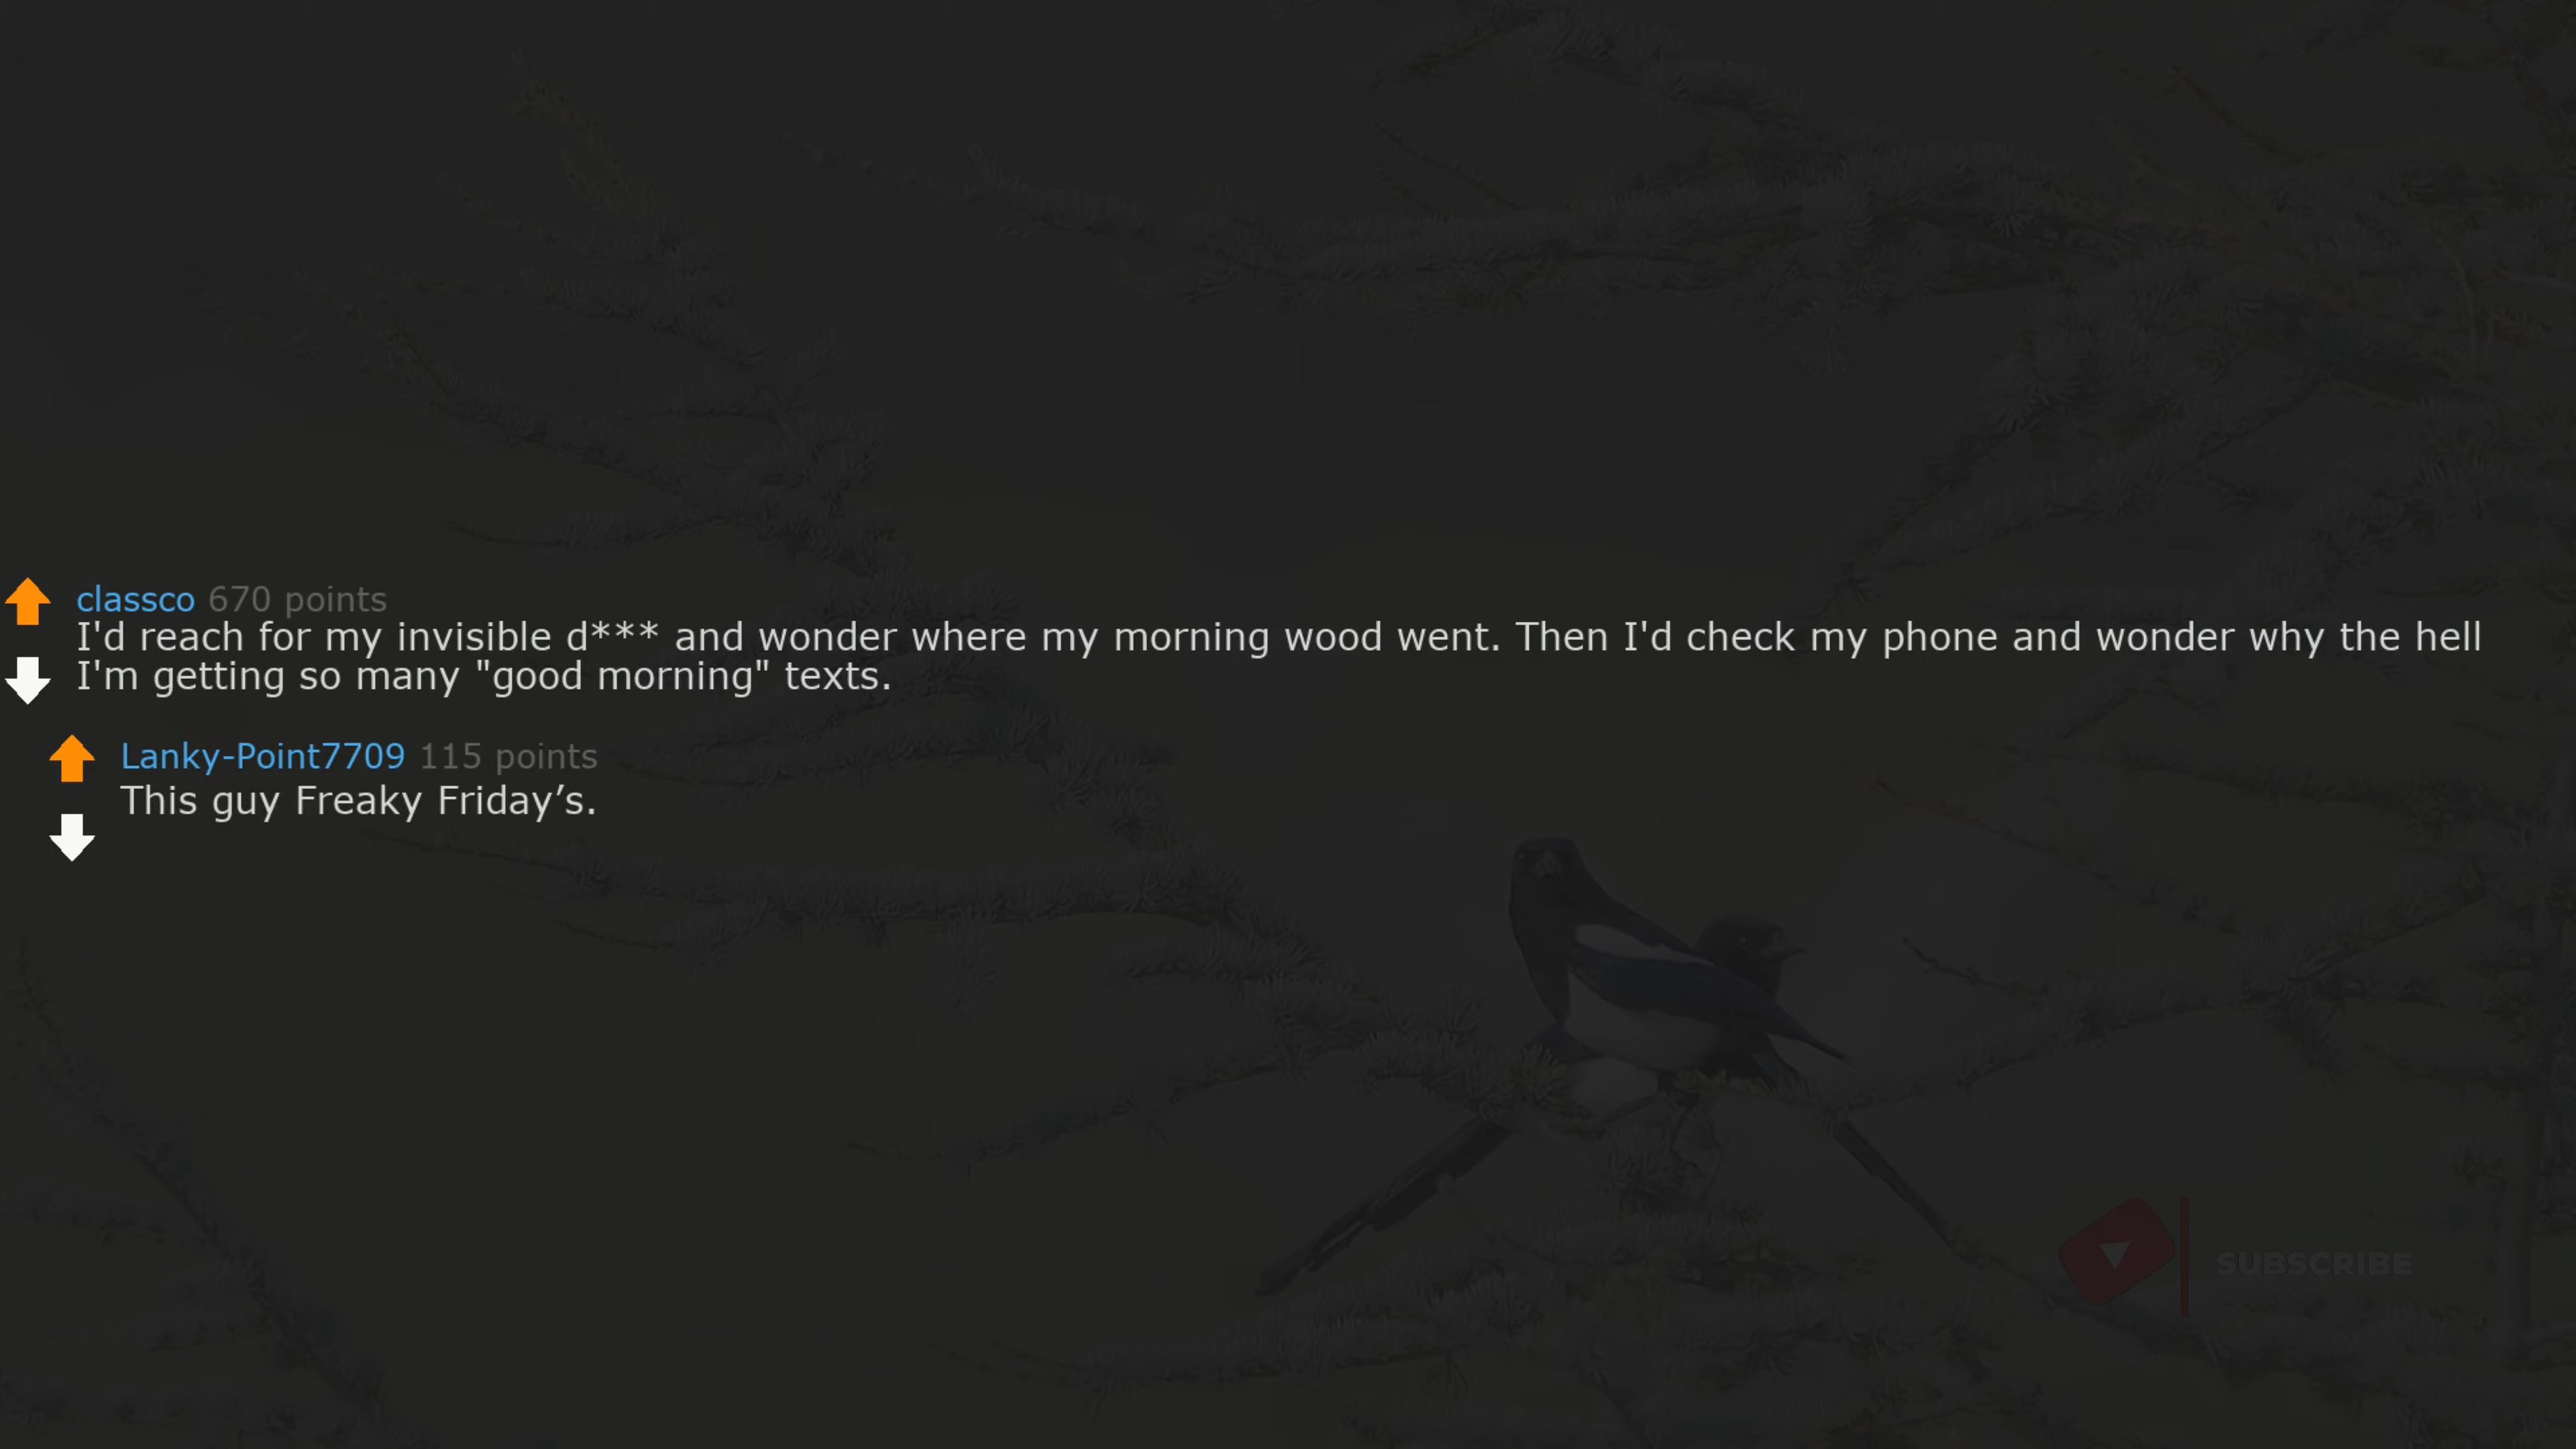 classco 670 points
I'd reach for my invisible d*** and wonder where my morning wood went. Then I'd check my phone and wonder why the hell
I'm getting so many "good morning" texts.
Lanky-Point7709 115 points
This guy Freaky Friday’s.
SUBSCRIBE